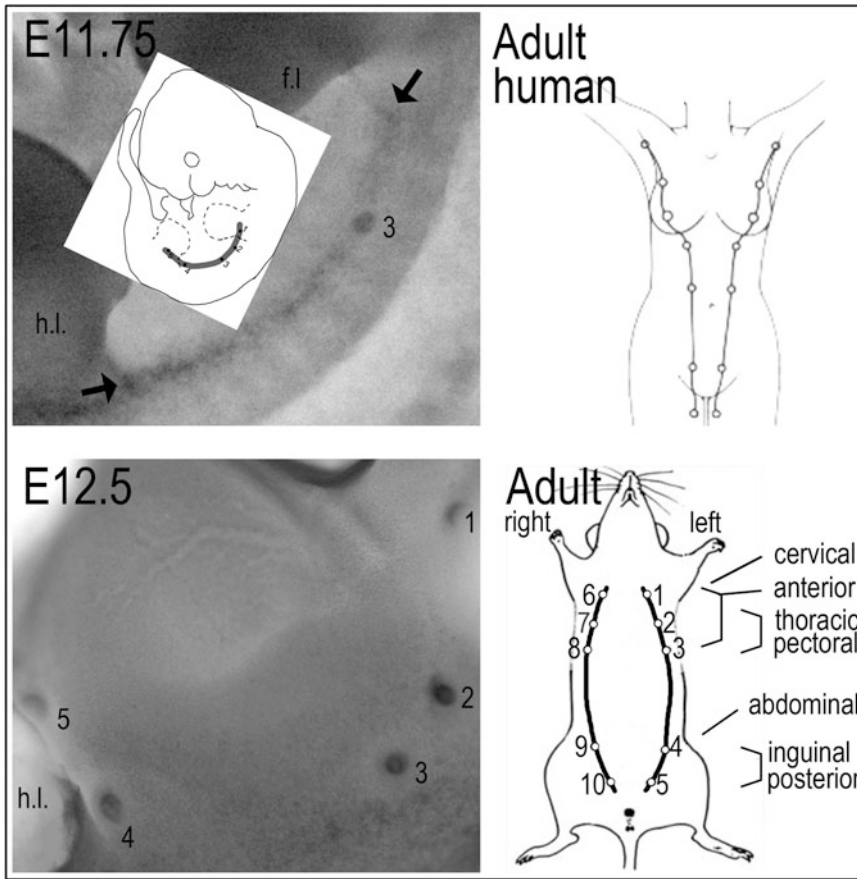 E11.75
f.l
3
h.l.
Adult
human
E12.5
1
2
3
4
5
h.l.
Adult
right
left
6
7
8
9
10
1
2
3
4
5
cervical
anterior
thoracic
pectoral
abdominal
inguinal
posterior